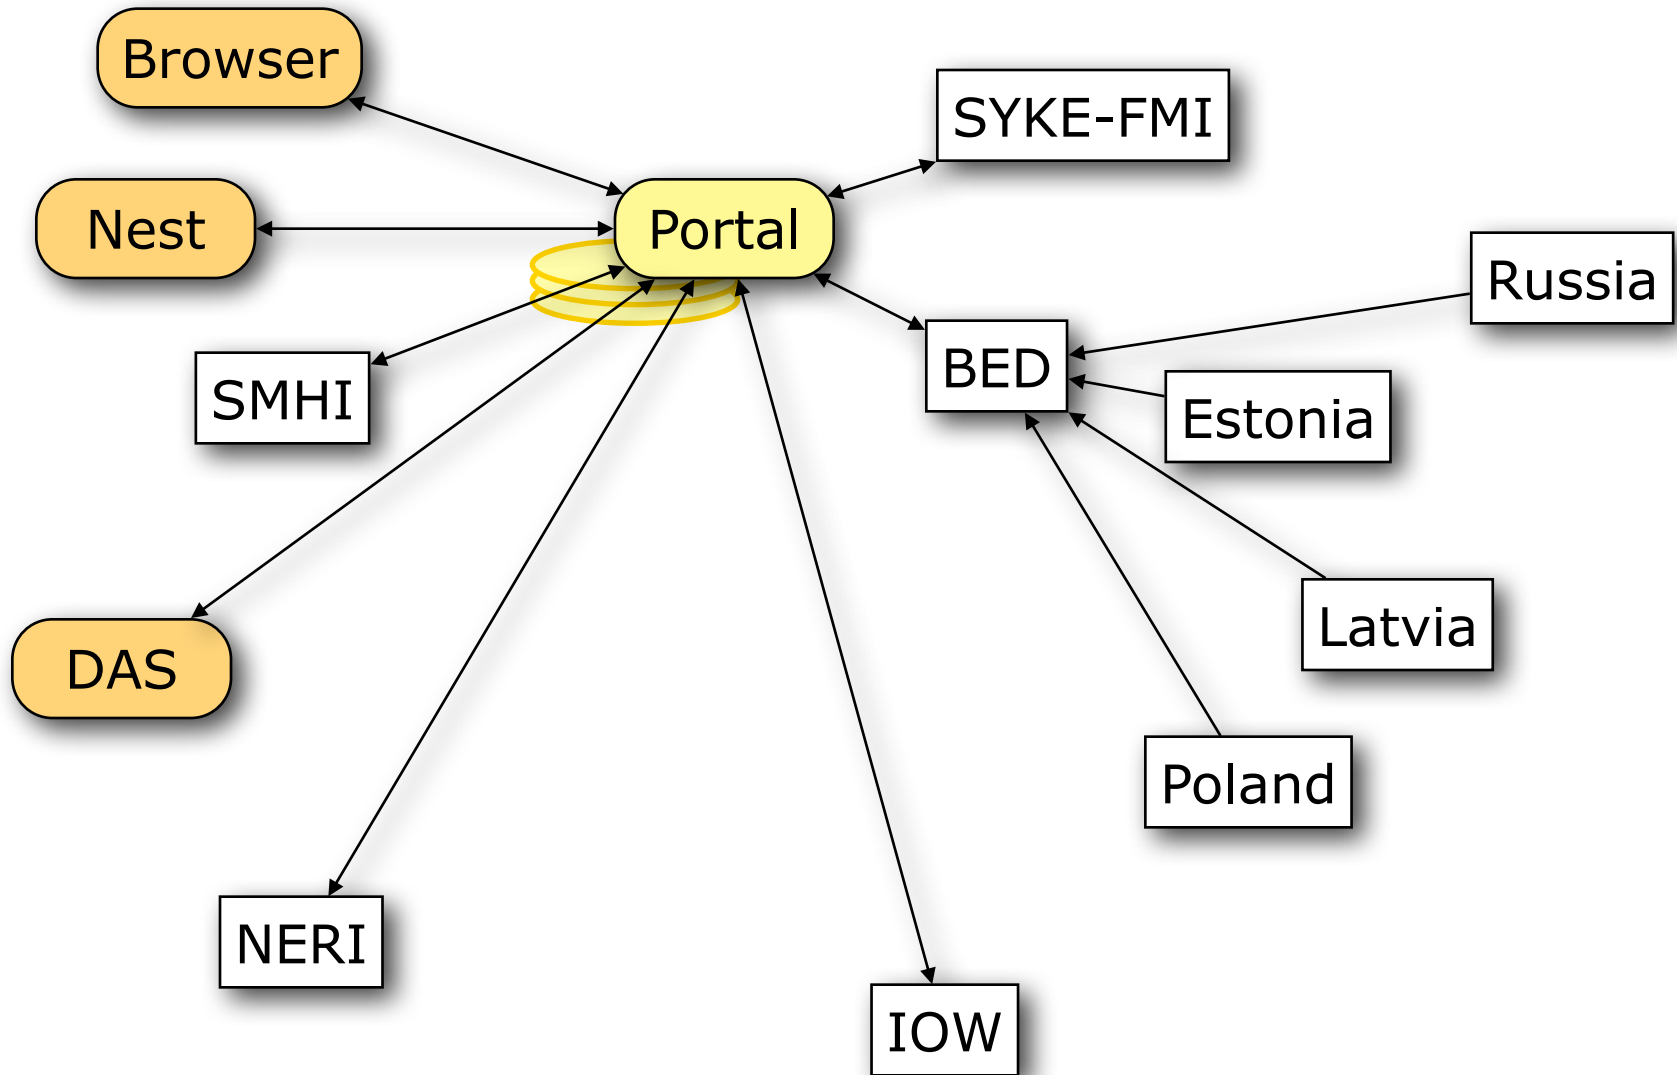 Browser
SYKE-FMI
Nest
Portal
Russia
BED
SMHI
Estonia
Latvia
DAS
Poland
NERI
IOW